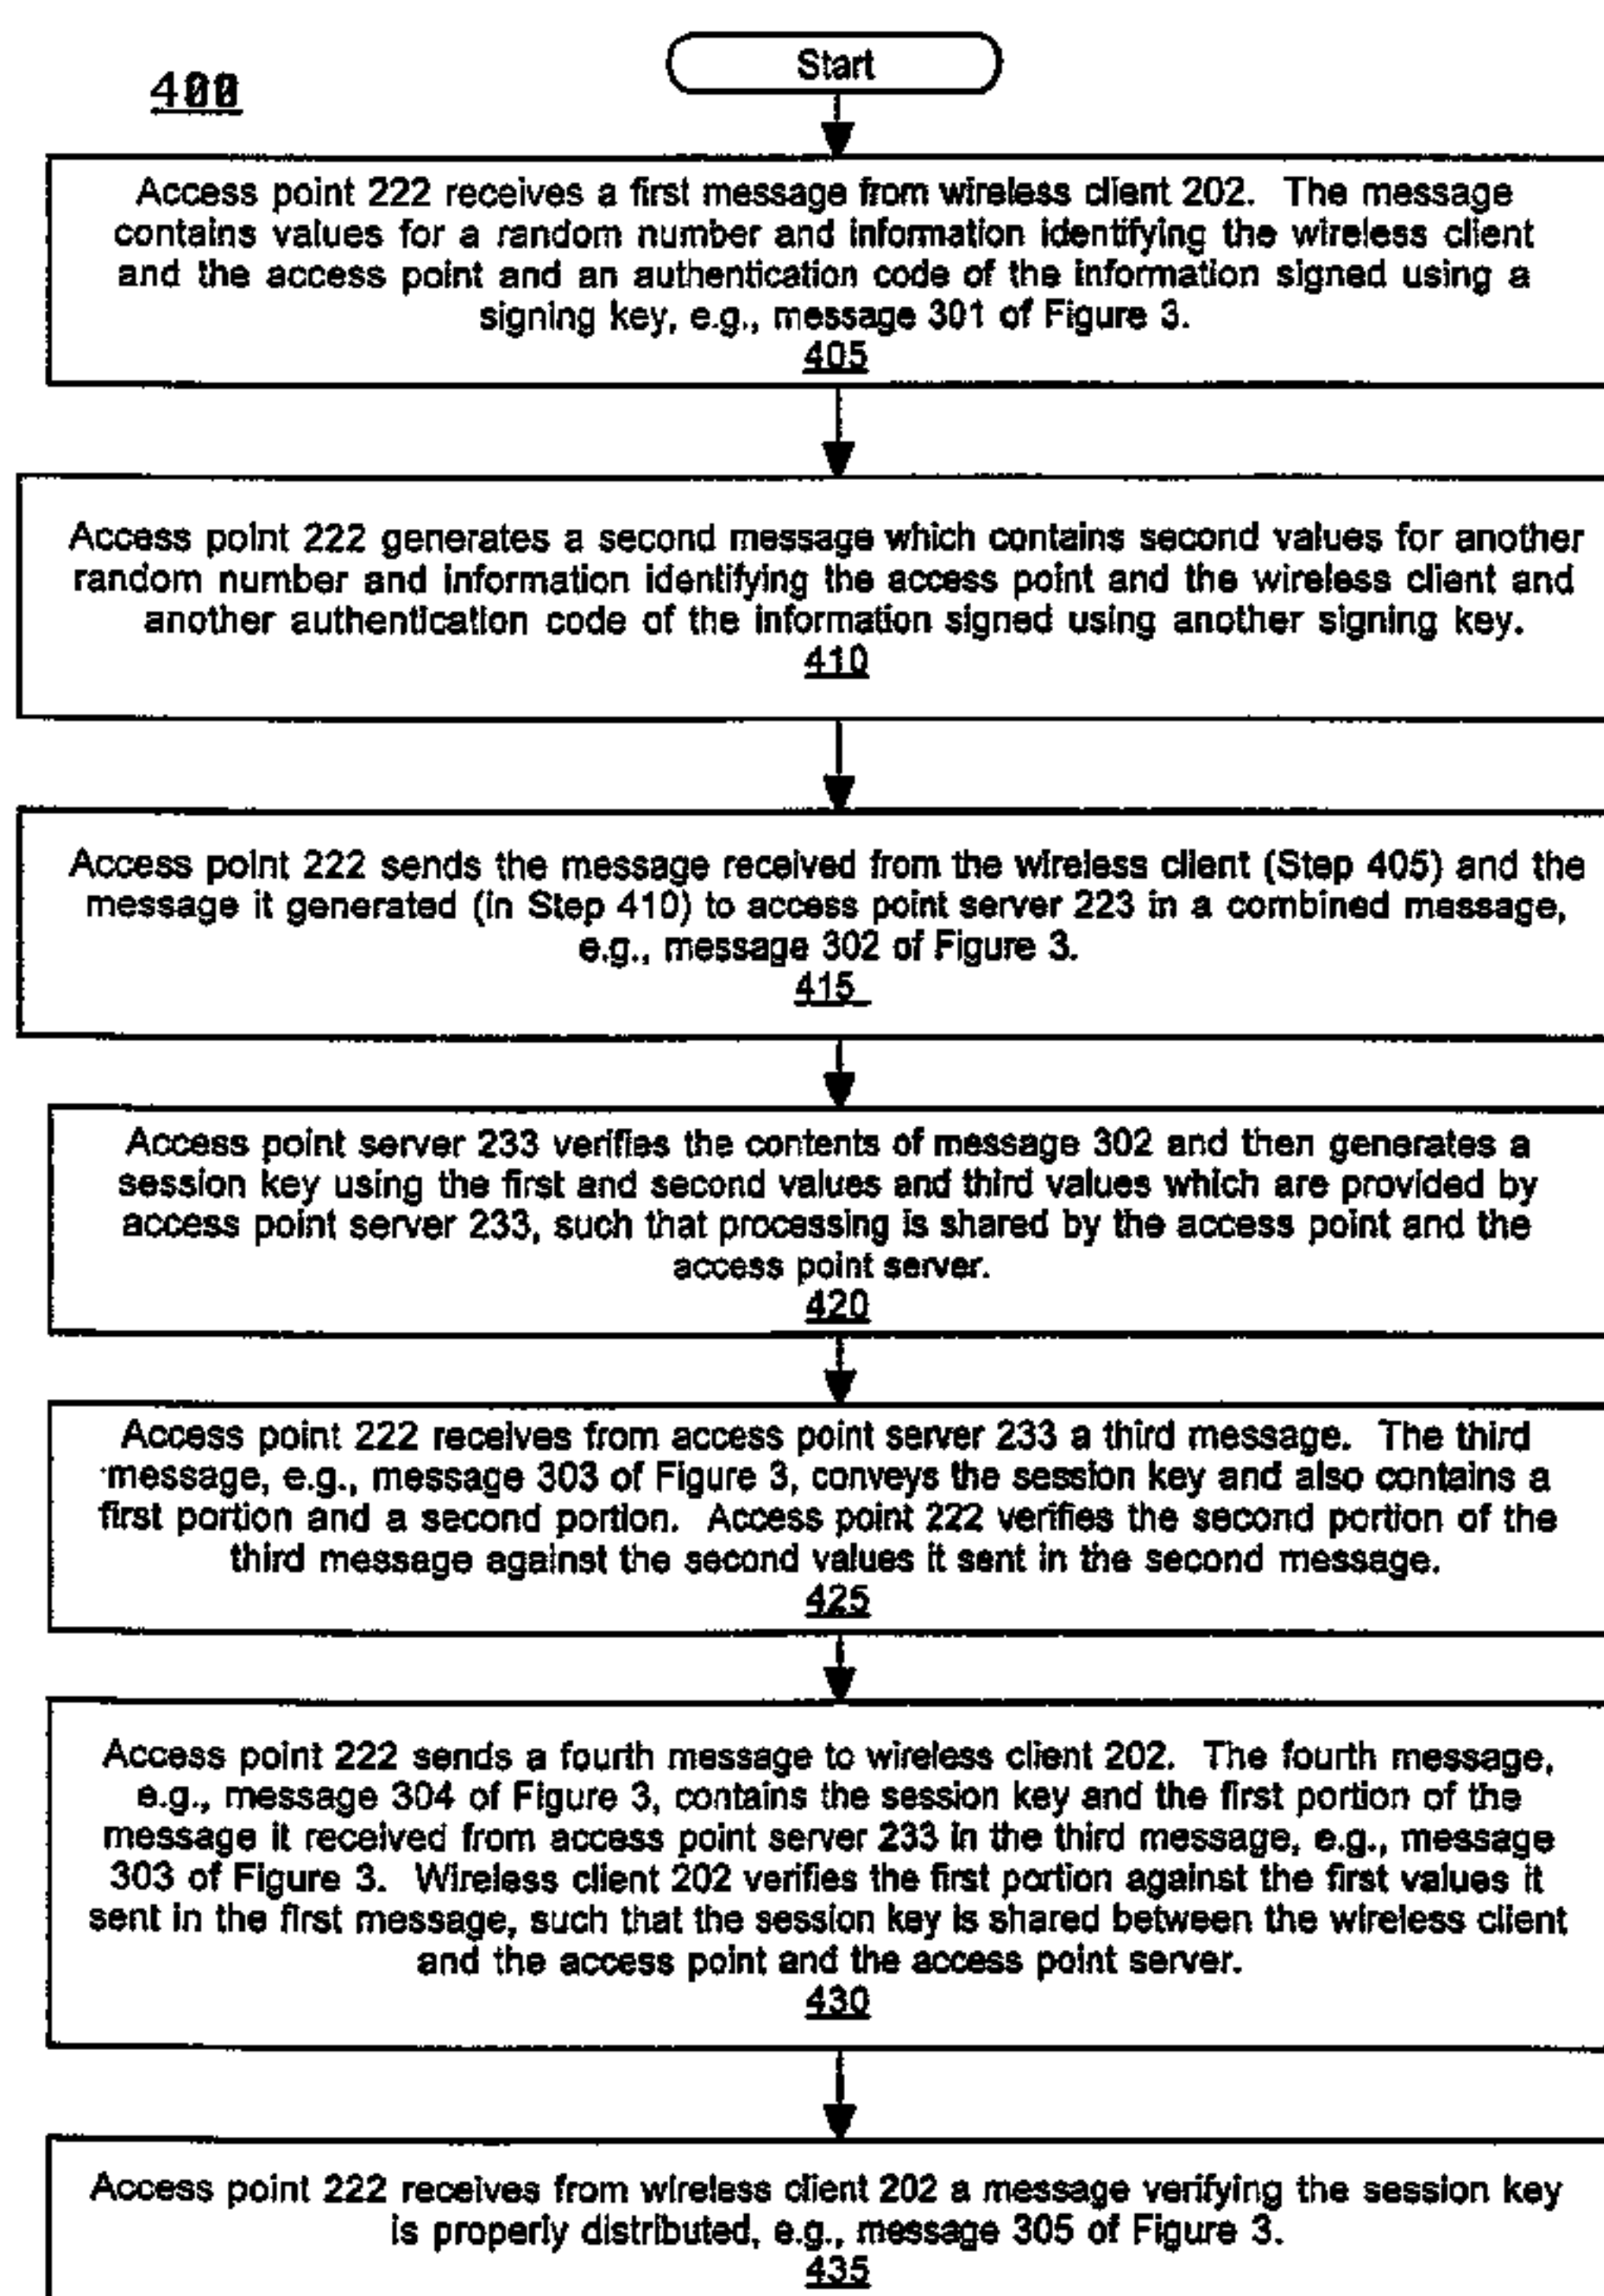 Start
400
Access point 222 receives a first message from wireless client 202. The message
contains values for a random number and information identifying the wireless client
and the access point and an authentication code of the information signed using a
signing key, e.g., message 301 of Figure 3.
405
Access point 222 generates a second message which contains second values for another
random number and information identifying the access point and the wireless client and
another authentication code of the information signed using another signing key.
410
Access point 222 sends the message received from the wireless client (Step 405) and the
message it generated (in Step 410) to access point server 223 in a combined message,
e.g., message 302 of Figure 3.
415
Access point server 233 verifies the contents of message 302 and then generates a
session key using the first and second values and third values which are provided by
access point server 233, such that processing is shared by the access point and the
access point server.
420
Access point 222 receives from access point server 233 a third message. The third
message, e.g., message 303 of Figure 3, conveys the session key and also contains a
first portion and a second portion. Access point 222 verifies the second portion of the
third message against the second values it sent in the second message.
425
Access point 222 sends a fourth message to wireless client 202. The fourth message,
e.g., message 304 of Figure 3, contains the session key and the first portion of the
message it received from access point server 233 in the third message, e.g., message
303 of Figure 3. Wireless client 202 verifies the first portion against the first values it
sent in the first message, such that the session key is shared between the wireless client
and the access point and the access point server.
430
Access point 222 receives from wireless client 202 a message verifying the session key
is properly distributed, e.g., message 305 of Figure 3.
435